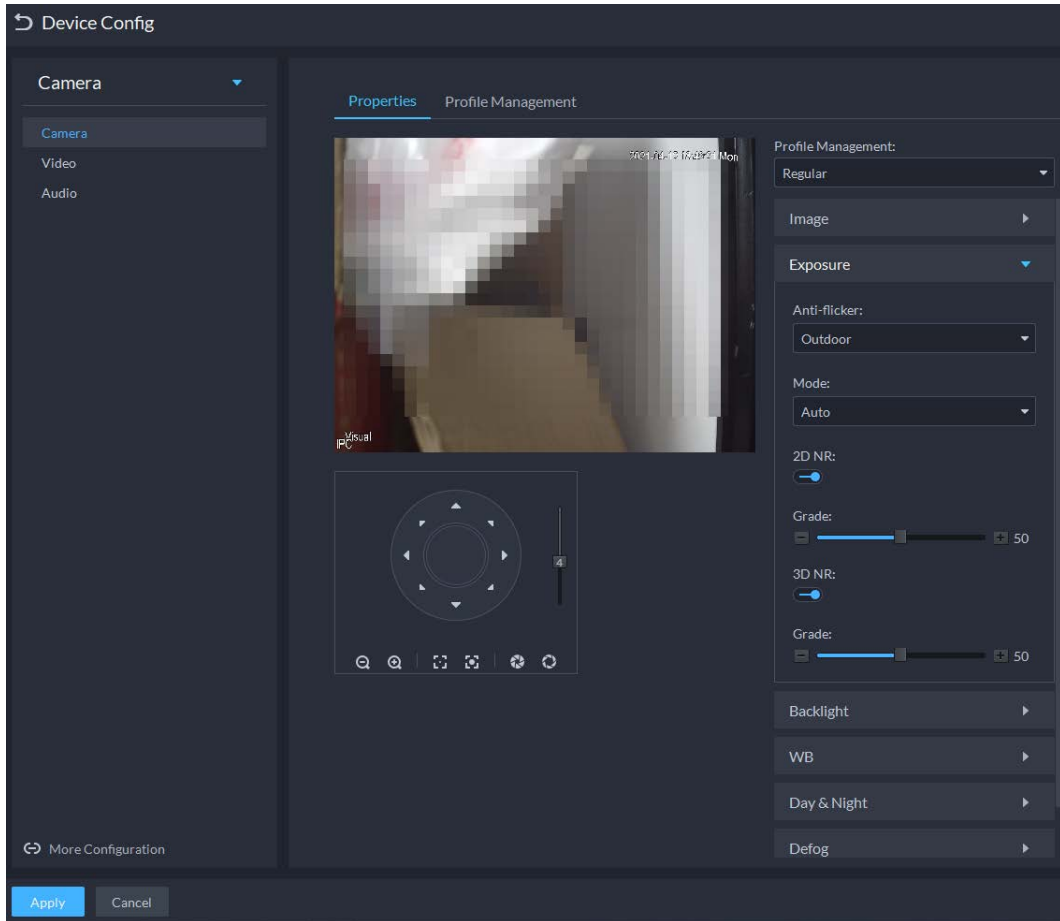 Device Config
Camera
Camera
Video
Audio
More Configuration
Properties
Profile Management
Mon
Visual
IPC
4
Profile Management:
Regular
Image
Exposure
Anti-flicker:
Outdoor
Mode:
Auto
2D NR:
Grade:
50
3D NR:
Grade:
50
Backlight
WB
Day & Night
Defog
Apply
Cancel